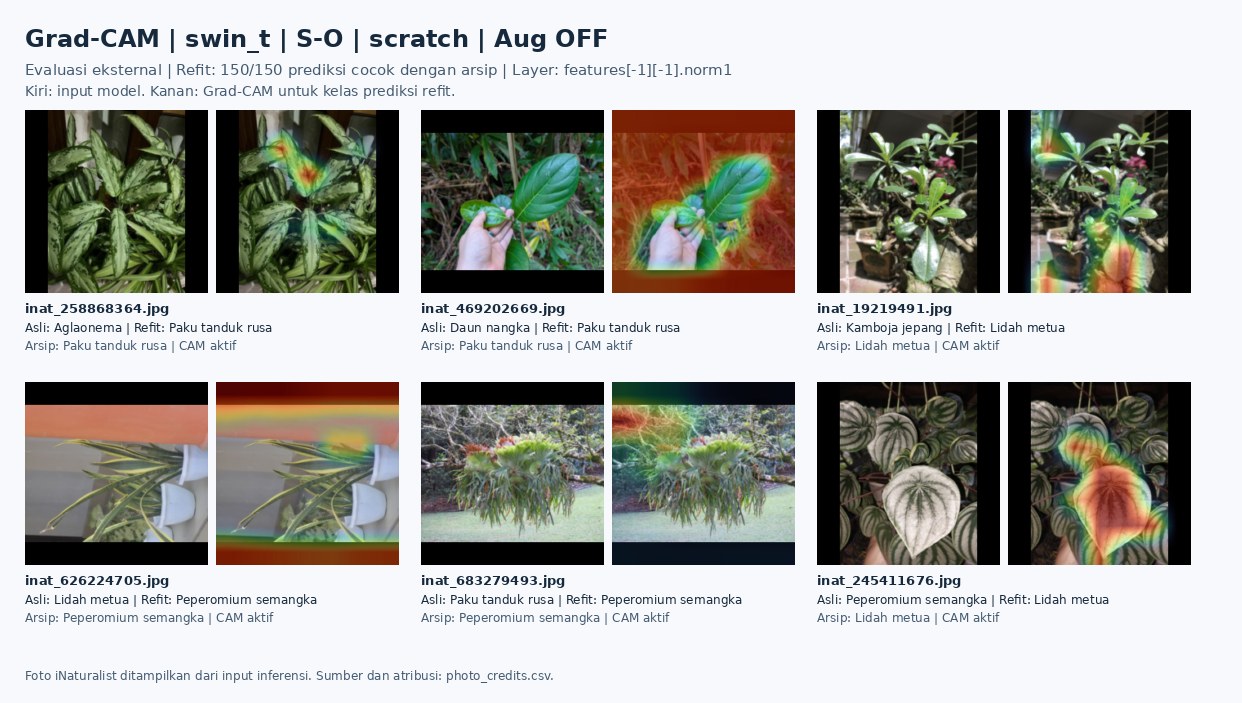 Grad-CAM | swin_t | S-O | scratch | Aug OFF
Evaluasi eksternal | Refit: 150/150 prediksi cocok dengan arsip | Layer: features[-1][-1].norm1
Kiri: input model. Kanan: Grad-CAM untuk kelas prediksi refit.
inat_258868364.jpg
Asli: Aglaonema | Refit: Paku tanduk rusa
Arsip: Paku tanduk rusa | CAM aktif
inat_469202669.jpg
Asli: Daun nangka | Refit: Paku tanduk rusa
Arsip: Paku tanduk rusa | CAM aktif
inat_19219491.jpg
Asli: Kamboja jepang | Refit: Lidah metua
Arsip: Lidah metua | CAM aktif
inat_626224705.jpg
Asli: Lidah metua | Refit: Peperomium semangka
Arsip: Peperomium semangka | CAM aktif
inat_683279493.jpg
Asli: Paku tanduk rusa | Refit: Peperomium semangka
Arsip: Peperomium semangka | CAM aktif
inat_245411676.jpg
Asli: Peperomium semangka | Refit: Lidah metua
Arsip: Lidah metua | CAM aktif
Foto iNaturalist ditampilkan dari input inferensi. Sumber dan atribusi: photo_credits.csv.